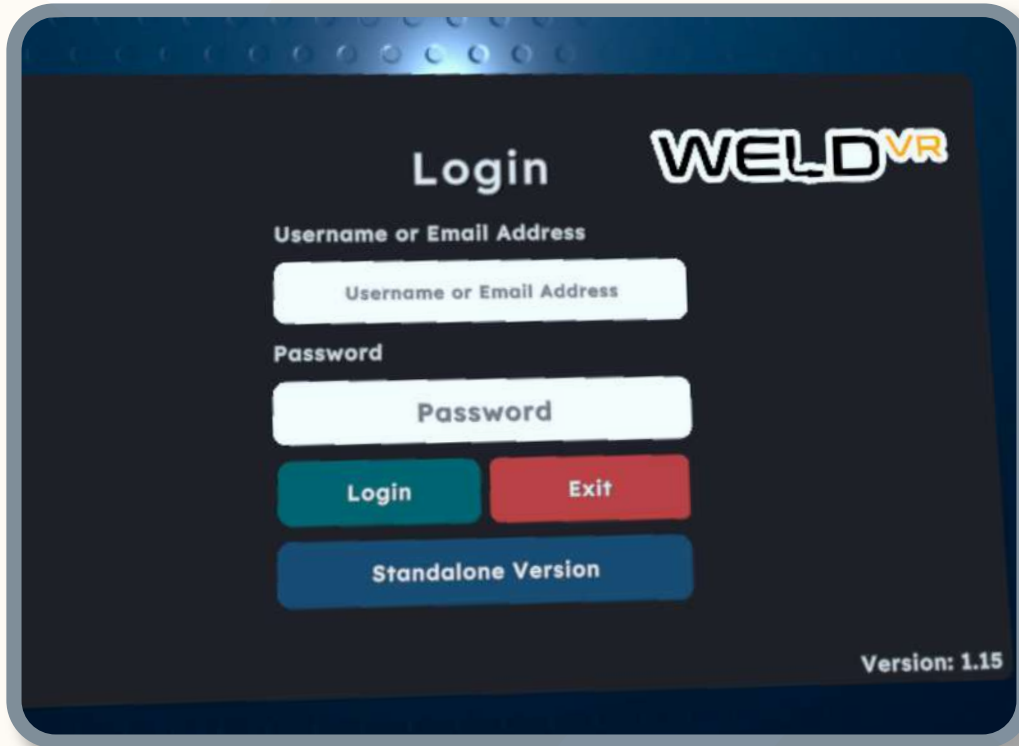 Login
WELDVR
Username or Email Address
Username or Email Address
Password
Password
Login Exit
Standalone Version
Version: 1.15